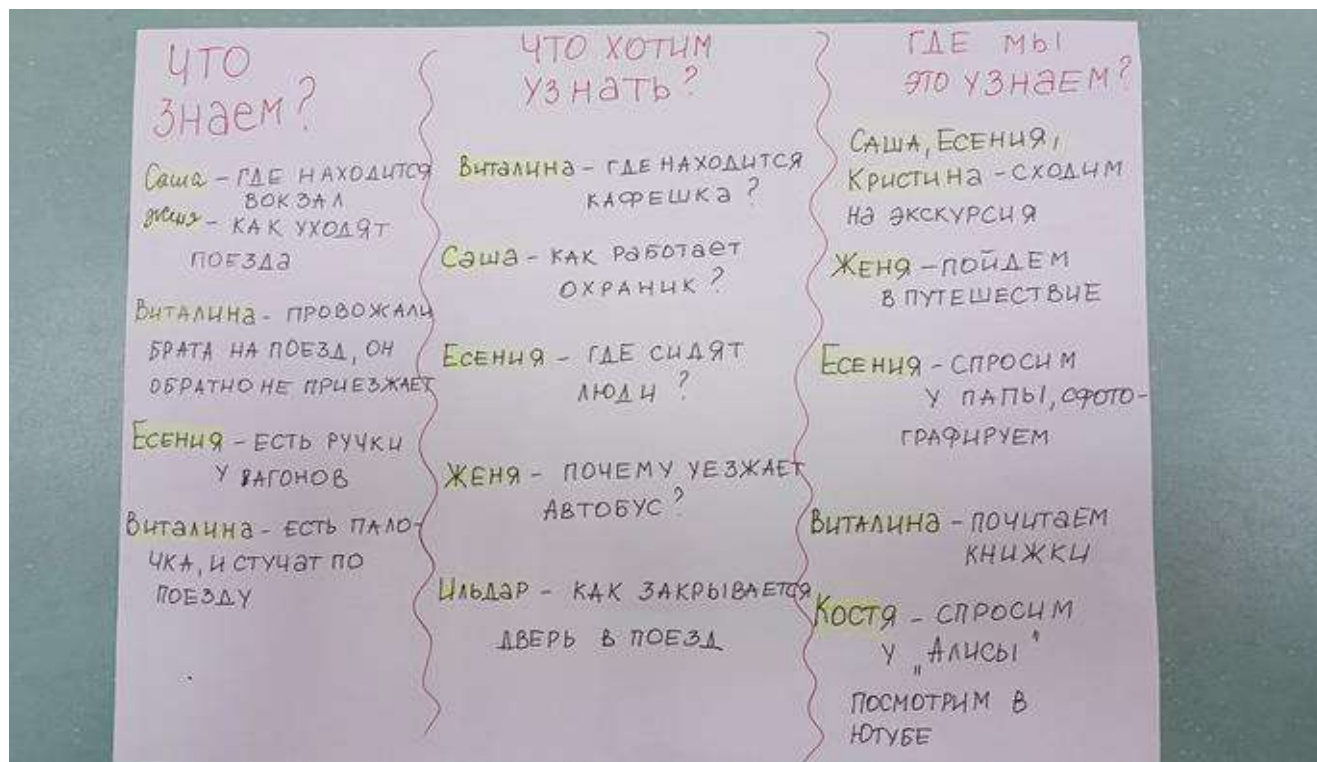 ЧТО
Знаем?
Саша - ГДЕ НАХОДИТСЯ
ВОКЗАЛ
Женя - КАК УХОДЯТ
ПОЕЗДА
Виталина - ПРОВОЖАЛИ
БРАТА НА ПОЕЗД, ОН
ОБРАТНО НЕ ПРИЕЗЖАЕТ
ЕСЕНИЯ - ЕСТЬ РУЧКИ
У ВАГОНОВ
Виталина - ЕСТЬ ПАЛО-
ЧКА, И СТУЧАТ ПО
ПОЕЗДУ
ЧТО ХОТИМ
УЗНАТЬ?
Виталина - ГДЕ НАХОДИТСЯ
КАФЕШКА?
Саша - КАК РАБОТАЕТ
ОХРАНИК?
ЕСЕНИЯ - ГДЕ СИДЯТ
ЛЮДИ?
ЖЕНЯ - ПОЧЕМУ УЕЗЖАЕТ
АВТОБУС?
ИЛЬДАР - КАК ЗАКРЫВАЕТСЯ
ДВЕРЬ В ПОЕЗД
ГДЕ МЫ
ЭТО УЗНАЕМ?
САША, ЕСЕНИЯ,
КРИСТИНА - СХОДИМ
НА ЭКСКУРСИЯ
ЖЕНЯ - ПОЙДЕМ
В ПУТЕШЕСТВИЕ
ЕСЕНИЯ - СПРОСИМ
У ПАПЫ, СФОТО-
ГРАФИРУЕМ
ВИТАЛИНА - ПОЧИТАЕМ
КНИЖКИ
КОСТЯ - СПРОСИМ
У „АЛИСЫ"
ПОСМОТРИМ В
ЮТУБЕ